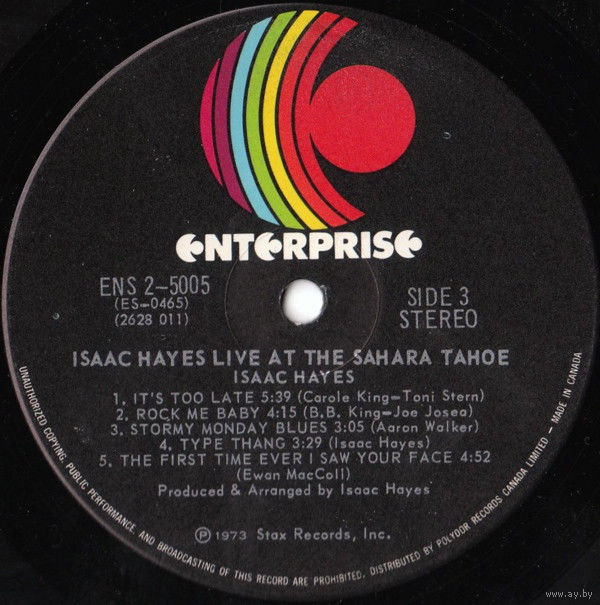 ENTERPRISE
ENS 2-5005
(ES-0465)
(2628 011)
SIDE 3
STEREO
ISAAC HAYES LIVE AT THE SAHARA TAHOE
ISAAC HAYES
1. IT'S TOO LATE 5:39 (Carole King-Toni Stern)
2. ROCK ME BABY 4:15 (B.B. King-Joe Josea)
3. STORMY MONDAY BLUES 3:05 (Aaron Walker)
4. TYPE THANG 3:29 (Isaac Hayes)
5. THE FIRST TIME EVER I SAW YOUR FACE 4:52
(Ewan MacColl)
Produced & Arranged by Isaac Hayes
℗ 1973 Stax Records, Inc.
UNAUTHORIZED COPYING, PUBLIC PERFORMANCE AND BROADCASTING OF THIS RECORD ARE PROHIBITED. DISTRIBUTED BY POLYDOR RECORDS CANADA LIMITED - MADE IN CANADA
www.ay.by